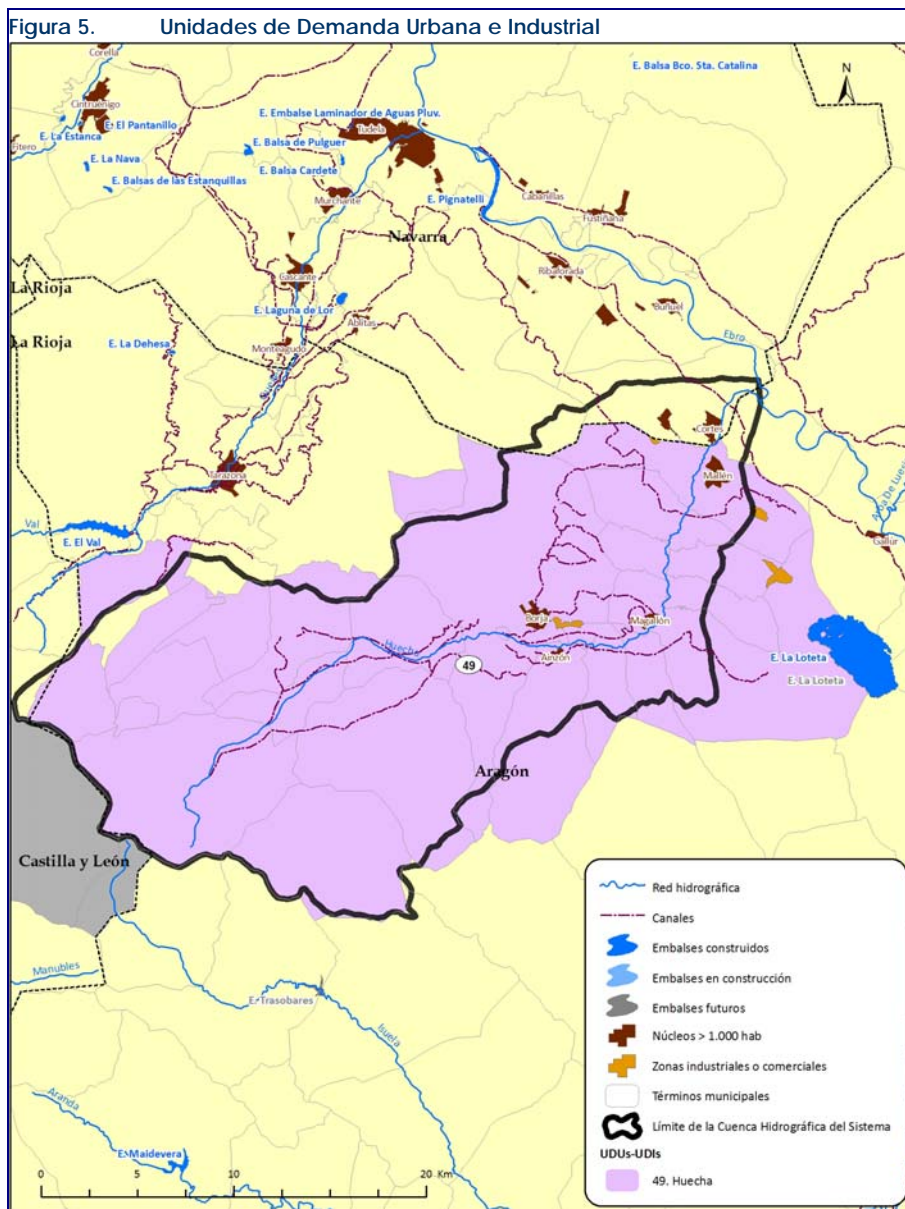 Figura 5. Unidades de Demanda Urbana e Industrial
Corella
E. Balsa Bco. Sta. Catalina
N
Cintruénigo
E. El Pantanillo
E. Embalse Laminador de Aguas Pluv.
E. La Estanca
Tudela
Fitero
E. Balsa de Pulguer
E. La Nava
E. Balsa Cardete
E. Balsas de las Estanquillas
Murchante
E. Pignatelli
Cabanillas
Fustiñana
Navarra
Cascante
Ribaforada
La Rioja
E. Laguna de Lor
Ablitas
Buñuel
La Rioja
E. La Dehesa
Monteagudo
Ebro
Cortes
Tarazona
Mallén
Val
E. El Val
Gallur
Borja
Magallón
Huecha
Ainzón
49
E. La Loteta
E. La Loteta
Aragón
Castilla y León
Manubles
E. Trasobares
Isuela
Aranda
E. Maidevera
0 5 10 20 Km
Red hidrográfica
Canales
Embalses construidos
Embalses en construcción
Embalses futuros
Núcleos > 1.000 hab
Zonas industriales o comerciales
Términos municipales
Límite de la Cuenca Hidrográfica del Sistema
UDUs-UDIs
49. Huecha